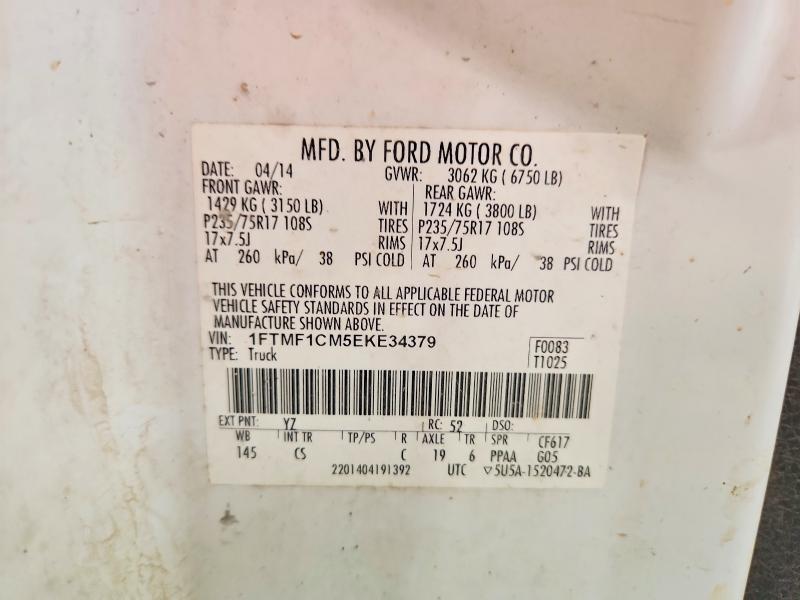 MFD. BY FORD MOTOR CO.
DATE: 04/14 GVWR: 3062 KG ( 6750 LB)
FRONT GAWR: REAR GAWR:
1429 KG ( 3150 LB) WITH 1724 KG ( 3800 LB) WITH
P235/75R17 108S TIRES P235/75R17 108S TIRES
17x7.5J RIMS 17x7.5J RIMS
AT 260 kPa/ 38 PSI COLD AT 260 kPa/ 38 PSI COLD
THIS VEHICLE CONFORMS TO ALL APPLICABLE FEDERAL MOTOR
VEHICLE SAFETY STANDARDS IN EFFECT ON THE DATE OF
MANUFACTURE SHOWN ABOVE.
VIN: 1FTMF1CM5EKE34379 F0083
TYPE: Truck T1025
EXT PNT: YZ RC: 52 DSO:
WB INT TR TP/PS R AXLE TR SPR CF617
145 CS C 19 6 PPAA G05
2201404191392 UTC ▽5U5A-1520472-BA